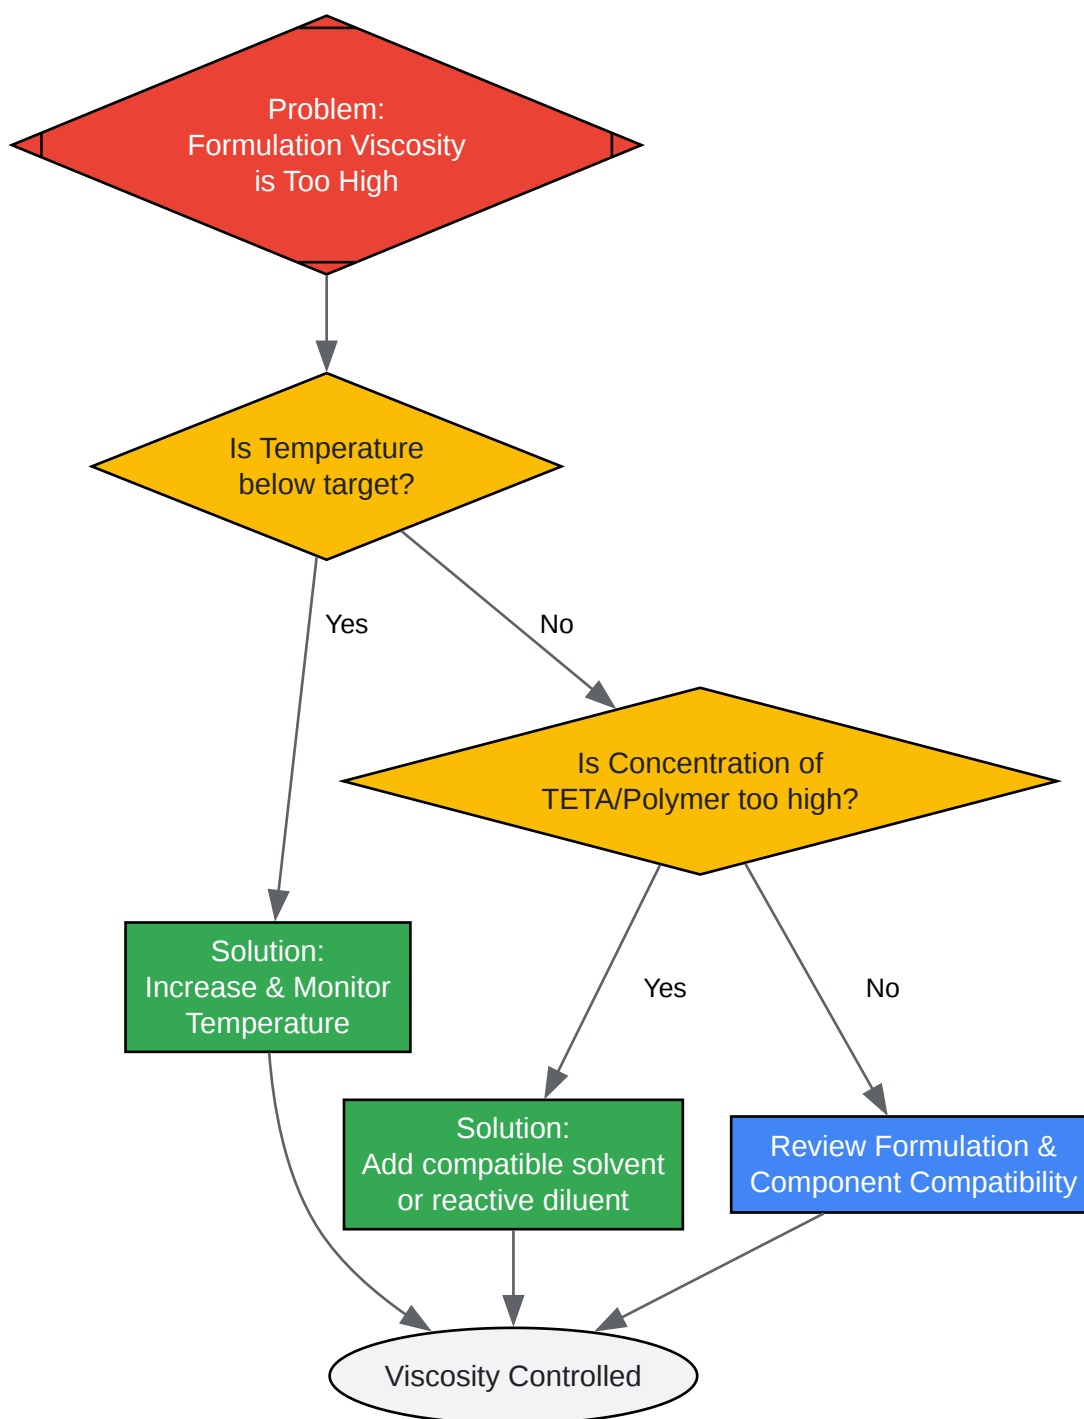 Problem:
Formulation Viscosity
is Too High
Is Temperature
below target?
Yes
No
Is Concentration of
TETA/Polymer too high?
Solution:
Increase & Monitor
Temperature
Yes
No
Solution:
Add compatible solvent
or reactive diluent
Review Formulation &
Component Compatibility
Viscosity Controlled